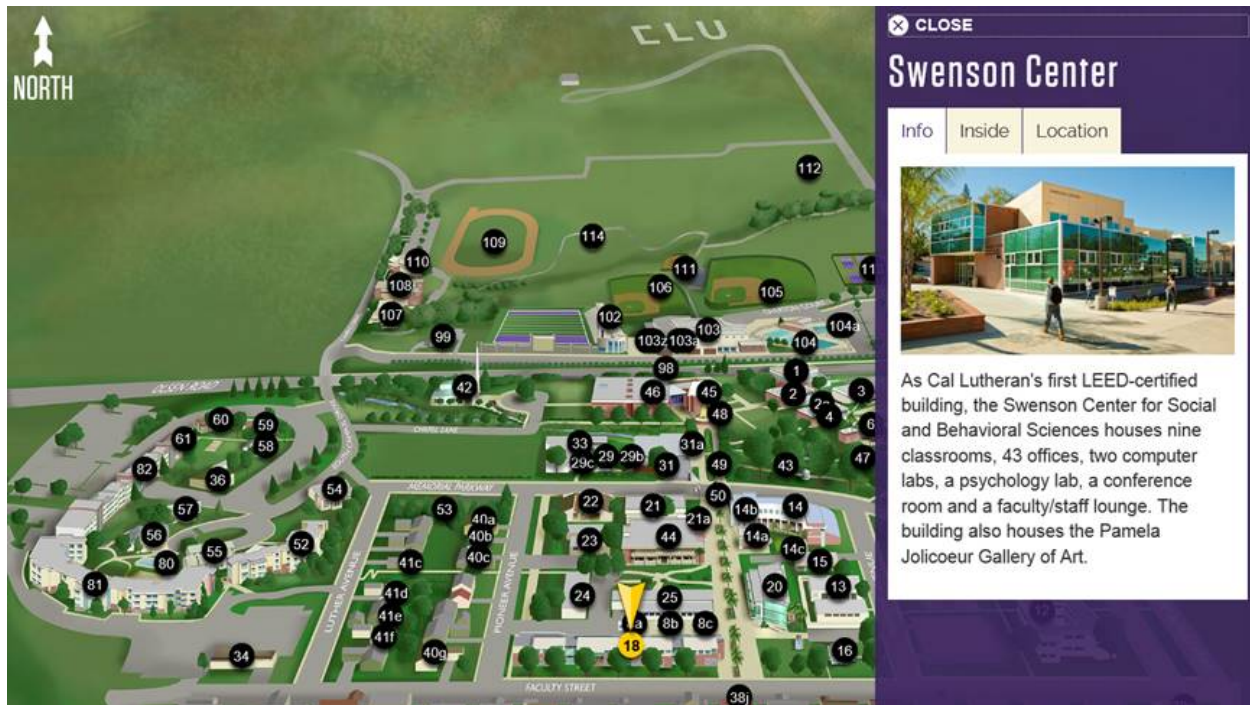 CLU
NORTH
112
109
114
110
111
108
106
105
11
107
102
103
104a
99
103z
103a
104
98
1
42
46
45
2
3
OLSEN ROAD
48
4
60
59
6
CHAPEL LANE
61
58
33
31a
29
29b
47
29c
31
49
43
82
36
MEMORIAL PARKWAY
54
50
22
21
14b
14
57
53
40a
21a
56
40b
23
44
14a
52
55
14c
80
41c
40c
15
81
41d
24
25
20
13
LUTHER AVENUE
PIONEER AVENUE
41e
8b
8c
41f
18
34
40g
16
FACULTY STREET
38j
12
CLOSE
Swenson Center
Info Inside Location
As Cal Lutheran's first LEED-certified
building, the Swenson Center for Social
and Behavioral Sciences houses nine
classrooms, 43 offices, two computer
labs, a psychology lab, a conference
room and a faculty/staff lounge. The
building also houses the Pamela
Jolicoeur Gallery of Art.